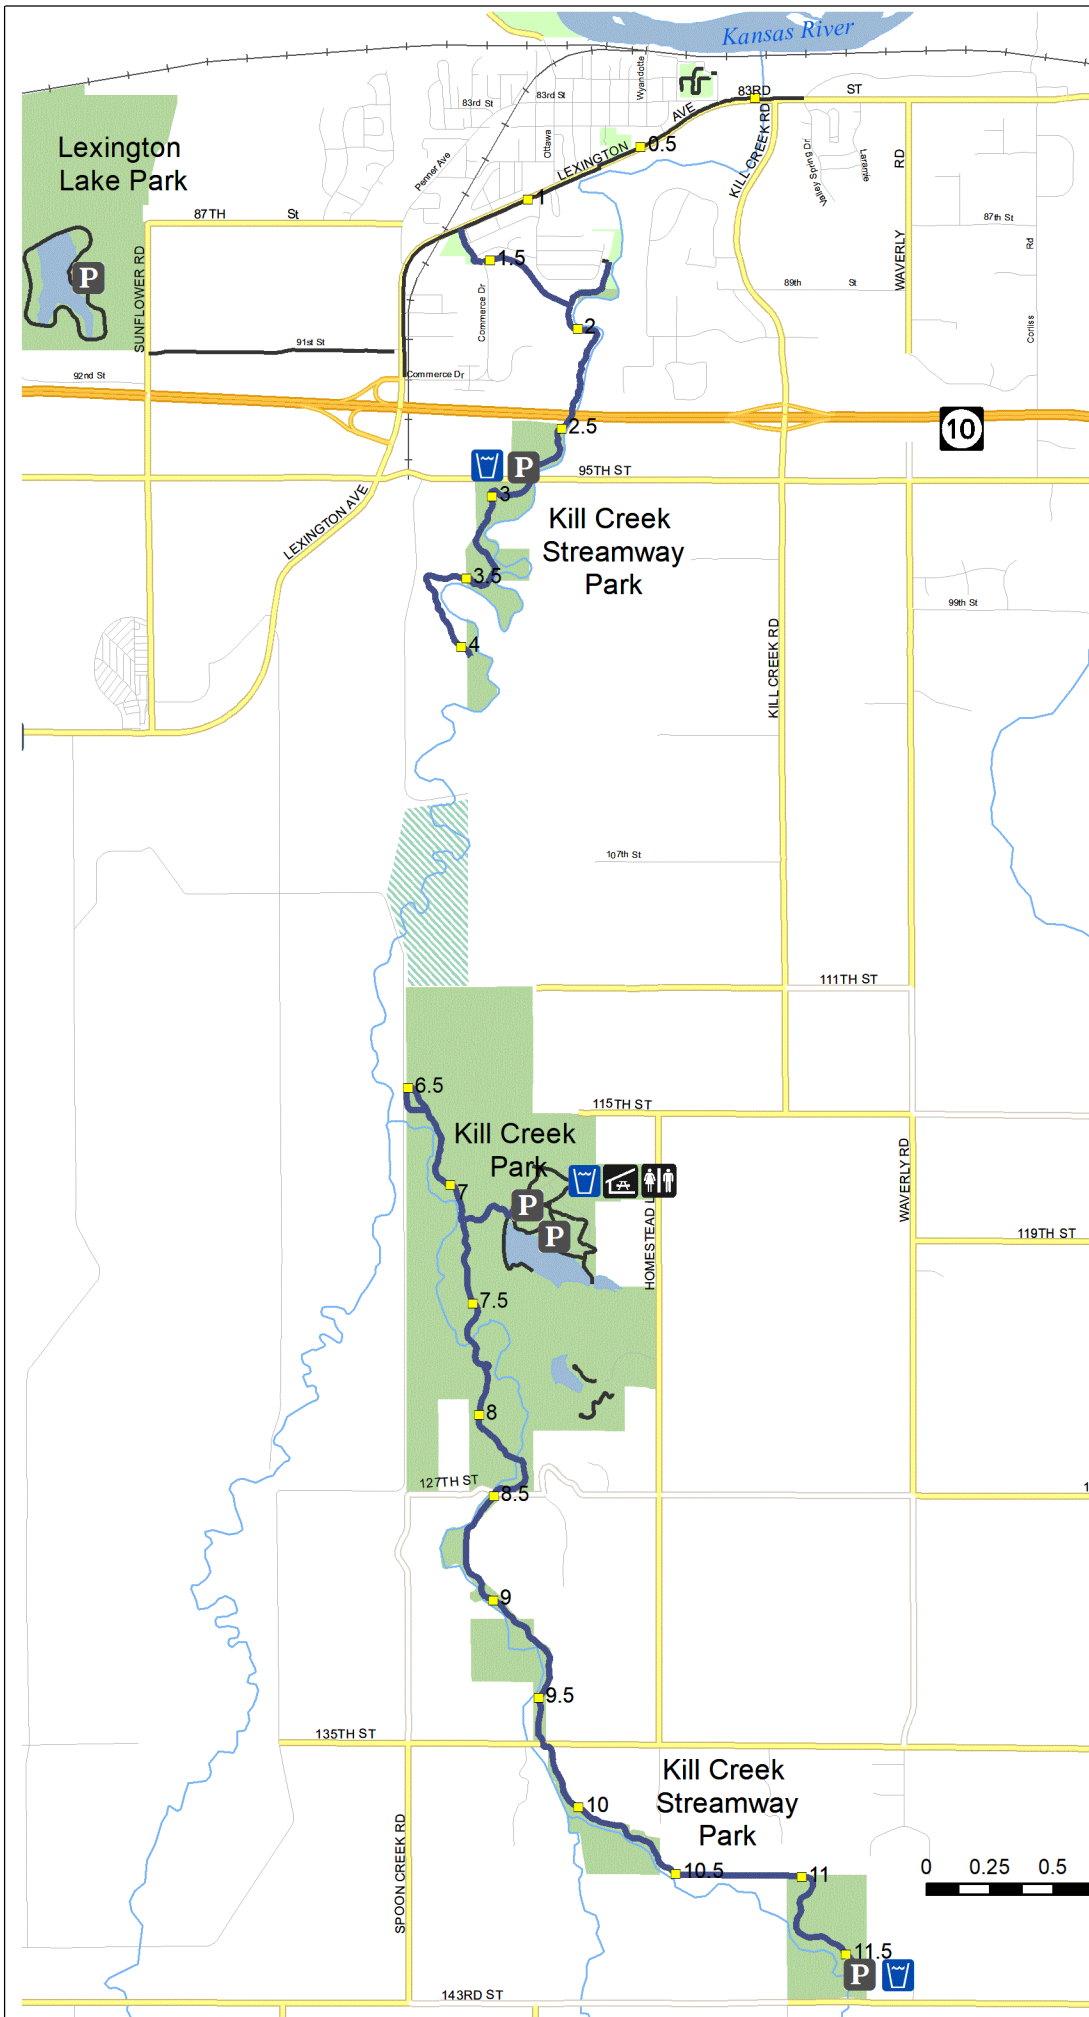 Kansas River
83RD
ST
83rd St
83rd St
Wyandotta
Ottawa
Penner Ave
LEXINGTON
AVE
0.5
KILL CREEK RD
Valley Spring Dr
Laramie
WAVERLY
RD
Lexington
Lake Park
P
87TH
St
1
1.5
87th St
Rd
SUNFLOWER RD
Commerce Dr
89th
St
2
Corliss
91st St
92nd St
Commerce Dr
2.5
10
P
95TH ST
3
LEXINGTON AVE
Kill Creek
Streamway
Park
3.5
99th St
4
KILL CREEK RD
107th St
111TH ST
6.5
115TH ST
Kill Creek
Park
7
P
P
HOMESTEAD L
WAVERLY RD
119TH ST
7.5
8
127TH ST
8.5
1
9
9.5
135TH ST
Kill Creek
Streamway
Park
10
10.5
11
0
0.25
0.5
SPOON CREEK RD
11.5
P
143RD ST